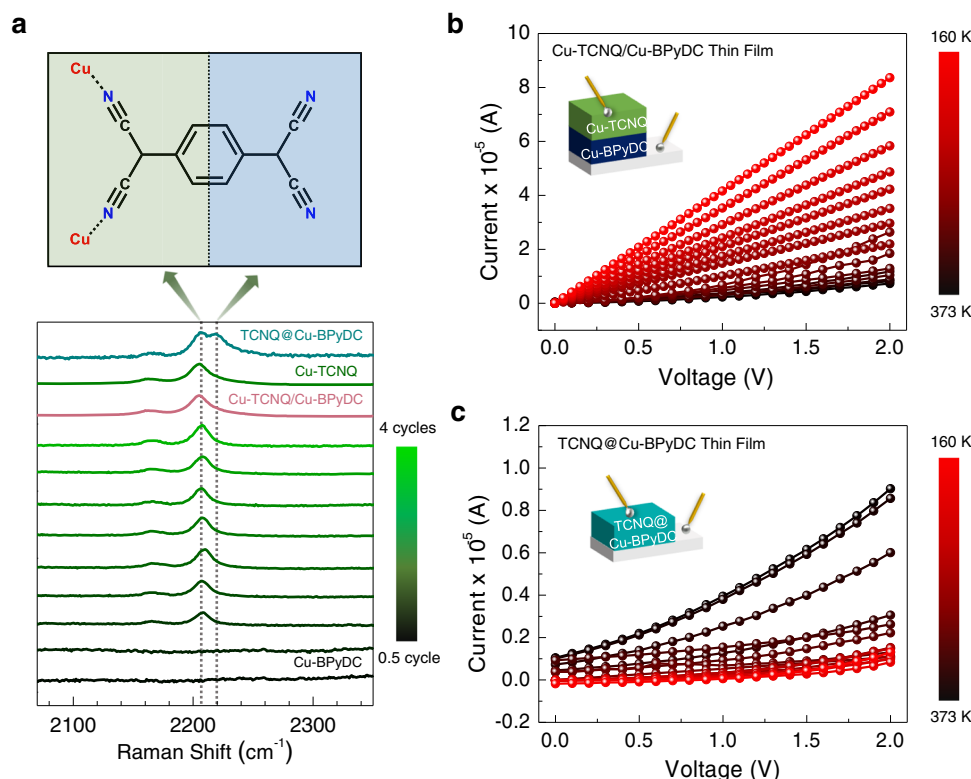 a
Cu
N
C
C
N
Cu
N
C
C
N
TCNQ@Cu-BPyDC
Cu-TCNQ
Cu-TCNQ/Cu-BPyDC
4 cycles
0.5 cycle
Cu-BPyDC
2100
2200
2300
Raman Shift (cm-1)
b
Cu-TCNQ/Cu-BPyDC Thin Film
Cu-TCNQ
Cu-BPyDC
10
8
6
4
2
0
Current x 10-5 (A)
0.0
0.5
1.0
1.5
2.0
Voltage (V)
160 K
373 K
c
TCNQ@Cu-BPyDC Thin Film
TCNQ@
Cu-BPyDC
1.2
1.0
0.8
0.6
0.4
0.2
0.0
-0.2
Current x 10-5 (A)
0.0
0.5
1.0
1.5
2.0
Voltage (V)
160 K
373 K